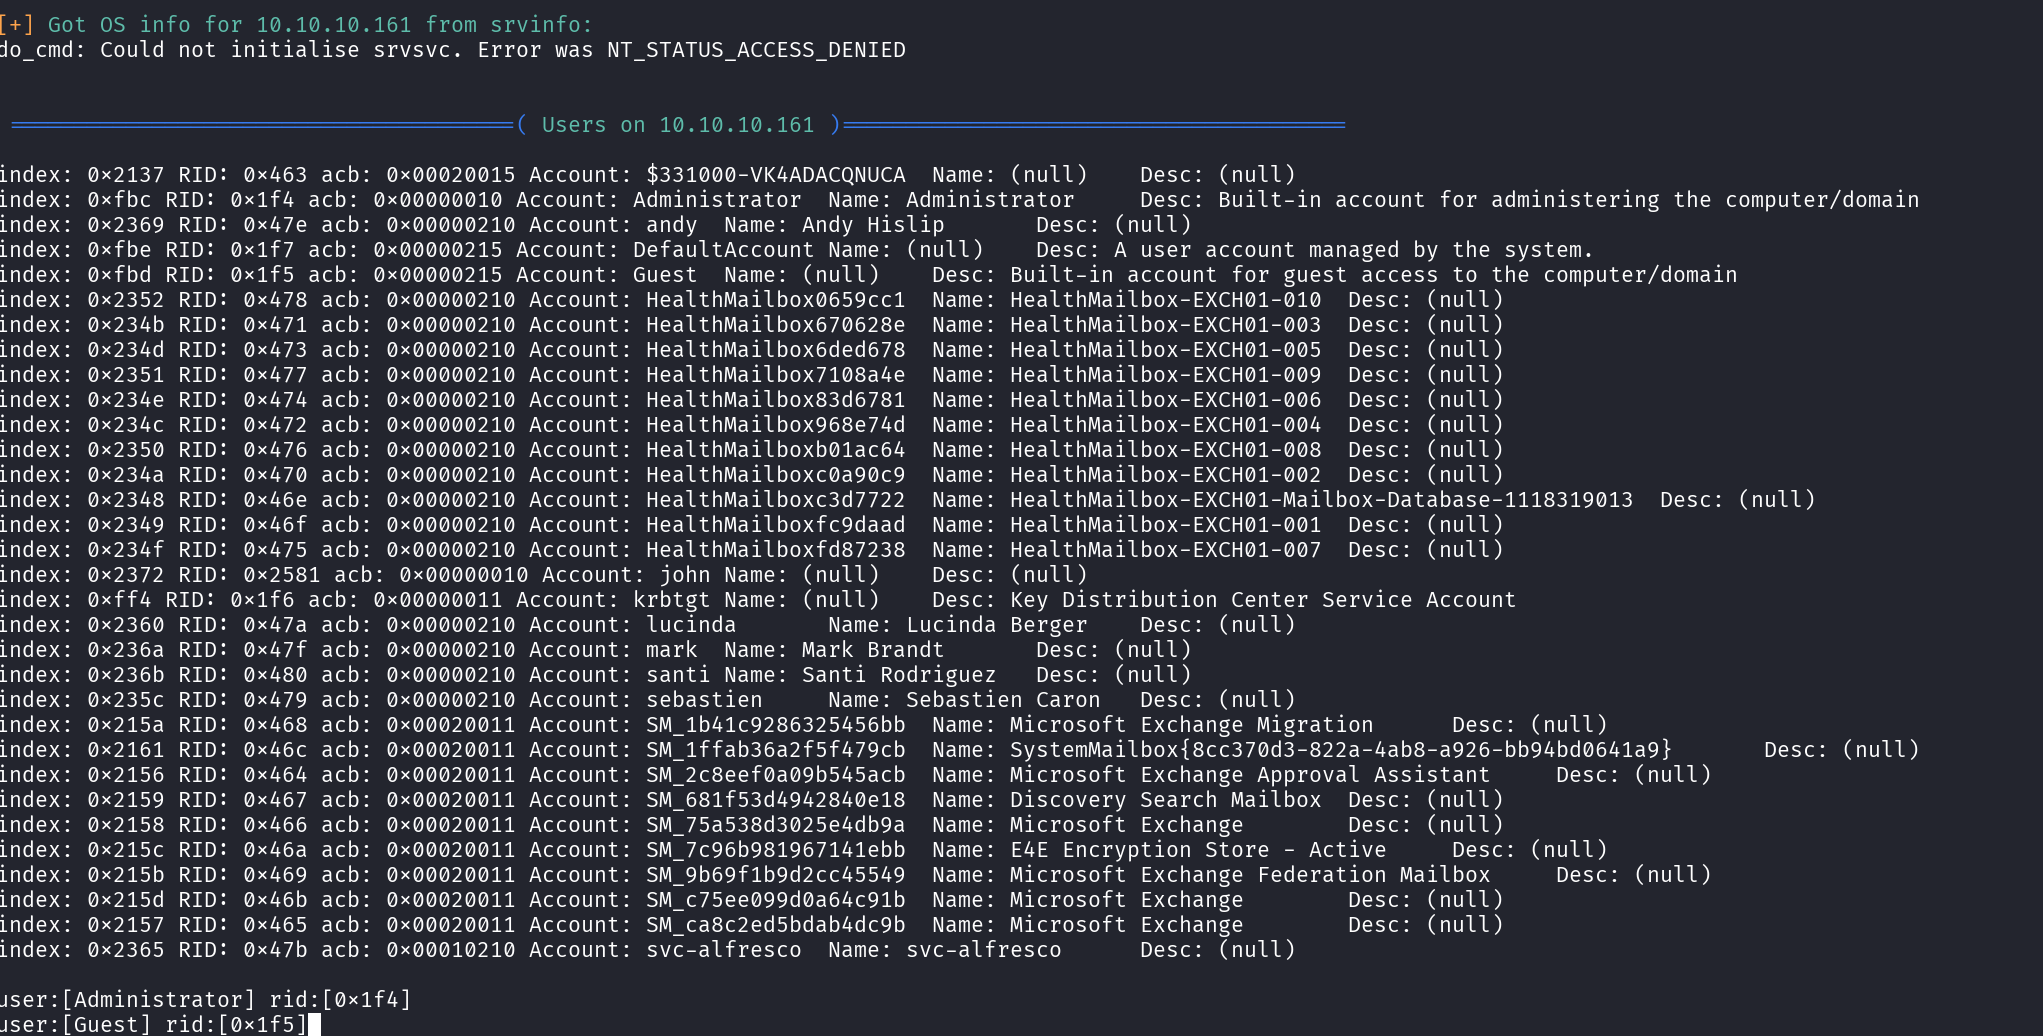 [+] Got OS info for 10.10.10.161 from srvinfo:
do_cmd: Could not initialise srvsvc. Error was NT_STATUS_ACCESS_DENIED
( Users on 10.10.10.161 )
index: 0×2137 RID: 0×463 acb: 0×00020015 Account: $331000-VK4ADACQNUCA Name: (null) Desc: (null)
index: 0×fbc RID: 0×1f4 acb: 0×00000010 Account: Administrator Name: Administrator Desc: Built-in account for administering the computer/domain
index: 0×2369 RID: 0×47e acb: 0×00000210 Account: andy Name: Andy Hislip Desc: (null)
index: 0×fbe RID: 0×1f7 acb: 0×00000215 Account: DefaultAccount Name: (null) Desc: A user account managed by the system.
index: 0×fbd RID: 0×1f5 acb: 0×00000215 Account: Guest Name: (null) Desc: Built-in account for guest access to the computer/domain
index: 0×2352 RID: 0×478 acb: 0×00000210 Account: HealthMailbox0659cc1 Name: HealthMailbox-EXCH01-010 Desc: (null)
index: 0×234b RID: 0×471 acb: 0×00000210 Account: HealthMailbox670628e Name: HealthMailbox-EXCH01-003 Desc: (null)
index: 0×234d RID: 0×473 acb: 0×00000210 Account: HealthMailbox6ded678 Name: HealthMailbox-EXCH01-005 Desc: (null)
index: 0×2351 RID: 0×477 acb: 0×00000210 Account: HealthMailbox7108a4e Name: HealthMailbox-EXCH01-009 Desc: (null)
index: 0×234e RID: 0×474 acb: 0×00000210 Account: HealthMailbox83d6781 Name: HealthMailbox-EXCH01-006 Desc: (null)
index: 0×234c RID: 0×472 acb: 0×00000210 Account: HealthMailbox968e74d Name: HealthMailbox-EXCH01-004 Desc: (null)
index: 0×2350 RID: 0×476 acb: 0×00000210 Account: HealthMailboxb01ac64 Name: HealthMailbox-EXCH01-008 Desc: (null)
index: 0×234a RID: 0×470 acb: 0×00000210 Account: HealthMailboxc0a90c9 Name: HealthMailbox-EXCH01-002 Desc: (null)
index: 0×2348 RID: 0×46e acb: 0×00000210 Account: HealthMailboxc3d7722 Name: HealthMailbox-EXCH01-Mailbox-Database-1118319013 Desc: (null)
index: 0×2349 RID: 0×46f acb: 0×00000210 Account: HealthMailboxfc9daad Name: HealthMailbox-EXCH01-001 Desc: (null)
index: 0×234f RID: 0×475 acb: 0×00000210 Account: HealthMailboxfd87238 Name: HealthMailbox-EXCH01-007 Desc: (null)
index: 0×2372 RID: 0×2581 acb: 0×00000010 Account: john Name: (null) Desc: (null)
index: 0×ff4 RID: 0×1f6 acb: 0×00000011 Account: krbtgt Name: (null) Desc: Key Distribution Center Service Account
index: 0×2360 RID: 0×47a acb: 0×00000210 Account: lucinda Name: Lucinda Berger Desc: (null)
index: 0×236a RID: 0×47f acb: 0×00000210 Account: mark Name: Mark Brandt Desc: (null)
index: 0×236b RID: 0×480 acb: 0×00000210 Account: santi Name: Santi Rodriguez Desc: (null)
index: 0×235c RID: 0×479 acb: 0×00000210 Account: sebastien Name: Sebastien Caron Desc: (null)
index: 0×215a RID: 0×468 acb: 0×00020011 Account: SM_1b41c9286325456bb Name: Microsoft Exchange Migration Desc: (null)
index: 0×2161 RID: 0×46c acb: 0×00020011 Account: SM_1ffab36a2f5f479cb Name: SystemMailbox{8cc370d3-822a-4ab8-a926-bb94bd0641a9} Desc: (null)
index: 0×2156 RID: 0×464 acb: 0×00020011 Account: SM_2c8eef0a09b545acb Name: Microsoft Exchange Approval Assistant Desc: (null)
index: 0×2159 RID: 0×467 acb: 0×00020011 Account: SM_681f53d4942840e18 Name: Discovery Search Mailbox Desc: (null)
index: 0×2158 RID: 0×466 acb: 0×00020011 Account: SM_75a538d3025e4db9a Name: Microsoft Exchange Desc: (null)
index: 0×215c RID: 0×46a acb: 0×00020011 Account: SM_7c96b981967141ebb Name: E4E Encryption Store - Active Desc: (null)
index: 0×215b RID: 0×469 acb: 0×00020011 Account: SM_9b69f1b9d2cc45549 Name: Microsoft Exchange Federation Mailbox Desc: (null)
index: 0×215d RID: 0×46b acb: 0×00020011 Account: SM_c75ee099d0a64c91b Name: Microsoft Exchange Desc: (null)
index: 0×2157 RID: 0×465 acb: 0×00020011 Account: SM_ca8c2ed5bdab4dc9b Name: Microsoft Exchange Desc: (null)
index: 0×2365 RID: 0×47b acb: 0×00010210 Account: svc-alfresco Name: svc-alfresco Desc: (null)
user:[Administrator] rid:[0×1f4]
user:[Guest] rid:[0×1f5]